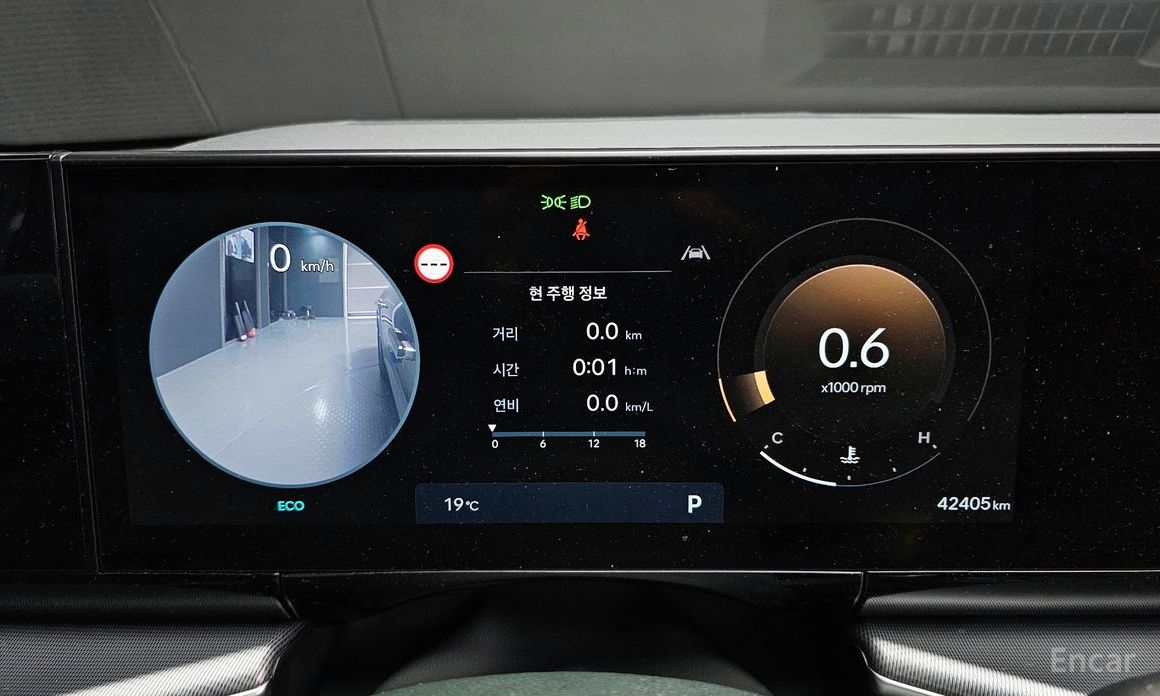 0 km/h
---
현 주행 정보
거리 0.0 km
시간 0:01 h:m
연비 0.0 km/L
0 6 12 18
0.6
x1000 rpm
C H
ECO
19°C P
42405 km
Encar